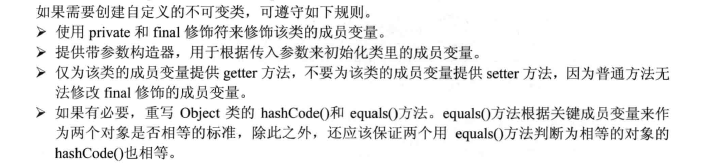 如果需要创建自定义的不可变类，可遵守如下规则。
➢ 使用 private 和 final 修饰符来修饰该类的成员变量。
➢ 提供带参数构造器，用于根据传入参数来初始化类里的成员变量。
➢ 仅为该类的成员变量提供 getter 方法，不要为该类的成员变量提供 setter 方法，因为普通方法无
法修改 final 修饰的成员变量。
➢ 如果有必要，重写 Object 类的 hashCode()和 equals()方法。equals()方法根据关键成员变量来作
为两个对象是否相等的标准，除此之外，还应该保证两个用 equals()方法判断为相等的对象的
hashCode()也相等。